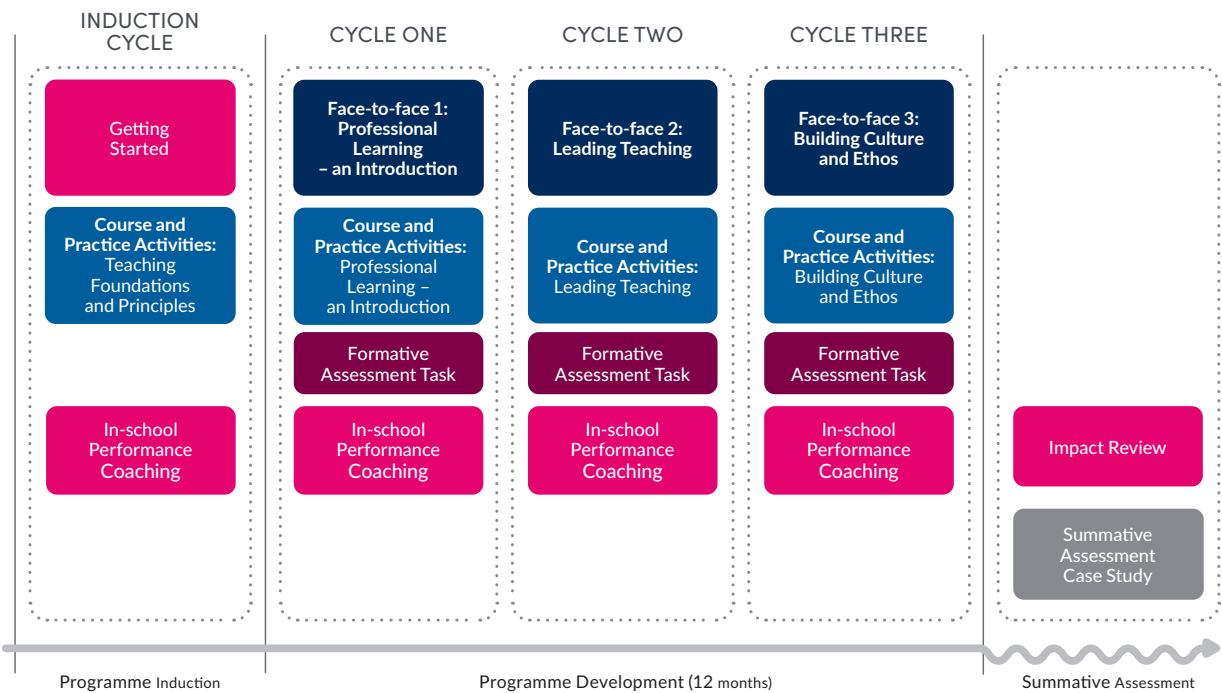 INDUCTION
CYCLE
Getting
Started
Course and
Practice Activities:
Teaching
Foundations
and Principles
In-school
Performance
Coaching
CYCLE ONE
Face-to-face 1:
Professional
Learning
– an Introduction
Course and
Practice Activities:
Professional
Learning –
an Introduction
Formative
Assessment Task
In-school
Performance
Coaching
CYCLE TWO
Face-to-face 2:
Leading Teaching
Course and
Practice Activities:
Leading Teaching
Formative
Assessment Task
In-school
Performance
Coaching
CYCLE THREE
Face-to-face 3:
Building Culture
and Ethos
Course and
Practice Activities:
Building Culture
and Ethos
Formative
Assessment Task
In-school
Performance
Coaching
Impact Review
Summative
Assessment
Case Study
Programme Induction
Programme Development (12 months)
Summative Assessment